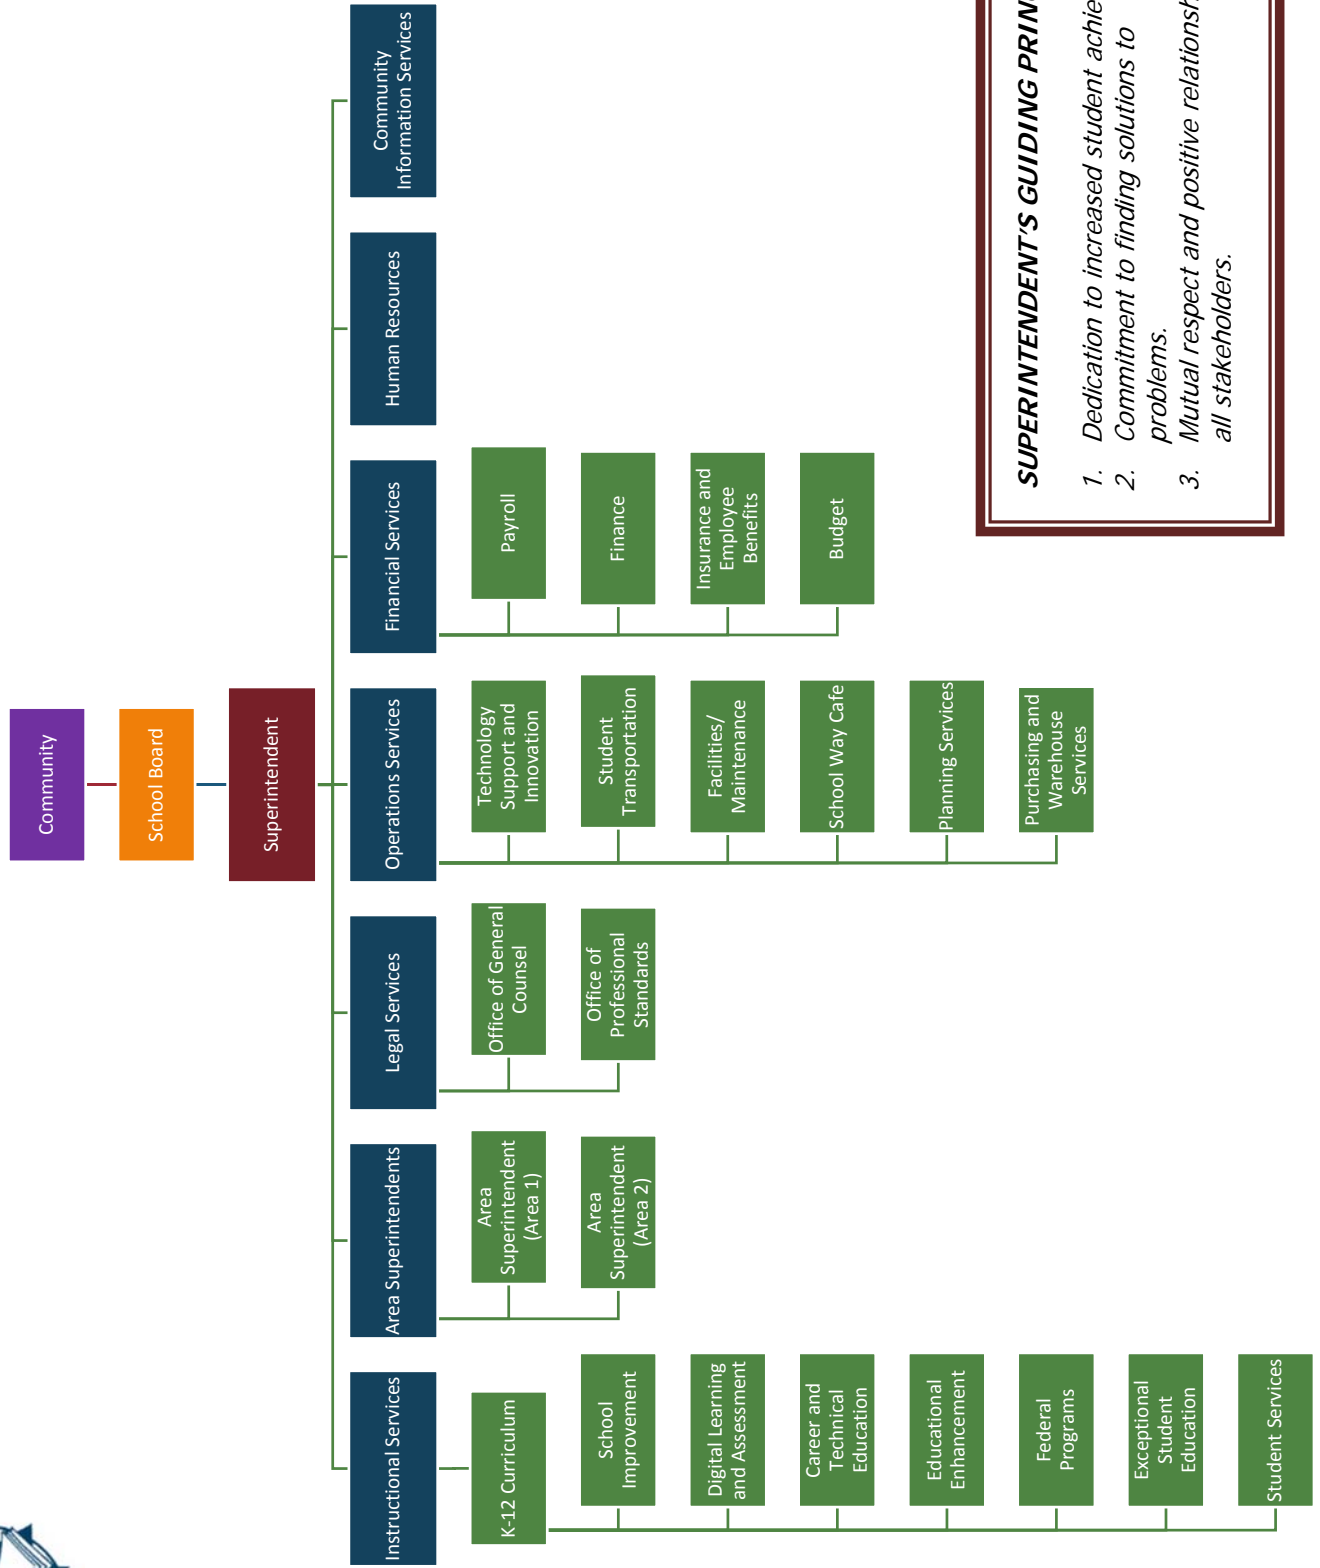 Community
School Board
Superintendent
Instructional Services
K-12 Curriculum
School
Improvement
Digital Learning
and Assessment
Career and
Technical
Education
Educational
Enhancement
Federal
Programs
Exceptional
Student
Education
Student Services
Area Superintendents
Area
Superintendent
(Area 1)
Area
Superintendent
(Area 2)
Legal Services
Office of General
Counsel
Office of
Professional
Standards
Operations Services
Technology
Support and
Innovation
Student
Transportation
Facilities/
Maintenance
School Way Cafe
Planning Services
Purchasing and
Warehouse
Services
Financial Services
Payroll
Finance
Insurance and
Employee
Benefits
Budget
Human Resources
Community
Information Services
SUPERINTENDENT'S GUIDING
1. Dedication to increased student
2. Commitment to finding solutions to
problems.
3. Mutual respect and positive
all stakeholders.